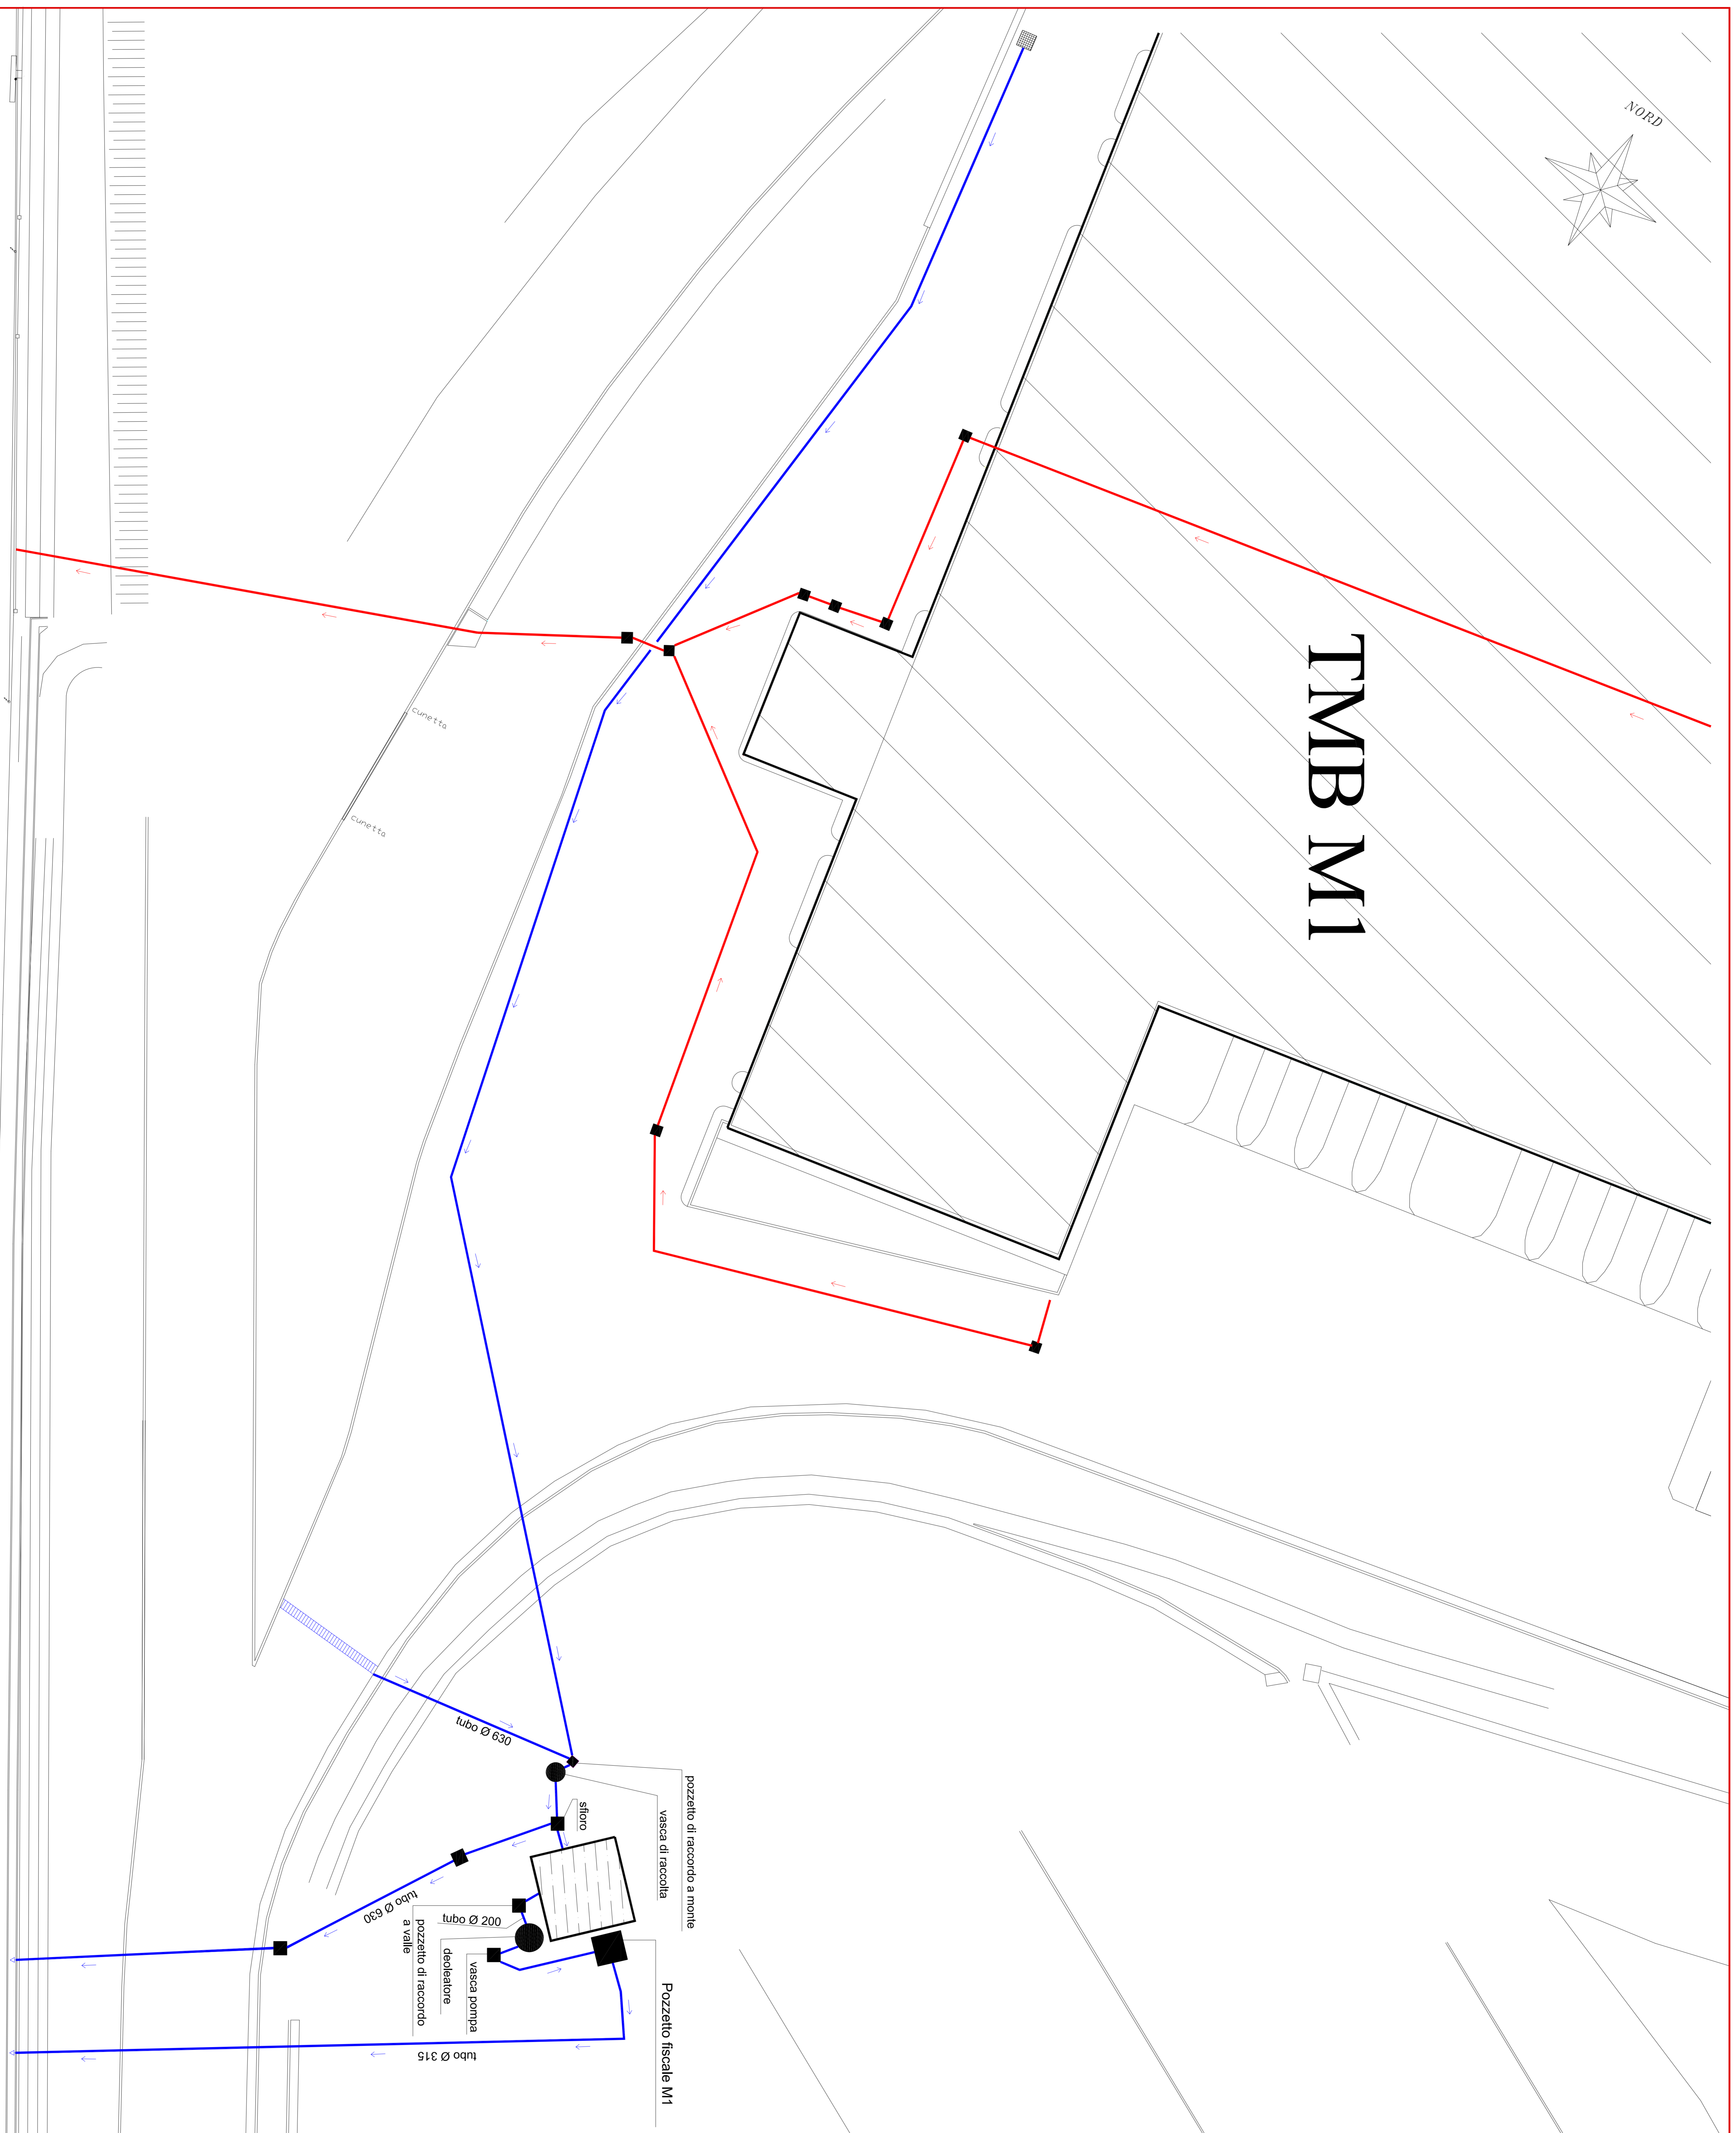 NORD
TMB M1
cunetta
cunetta
tubo Ø 630
pozzetto di raccordo a monte
vasca di raccolta
sfioro
tubo Ø 630
tubo Ø 200
pozzetto di raccordo
a valle
deoleatore
vasca pompa
Pozzetto fiscale M1
tubo Ø 315